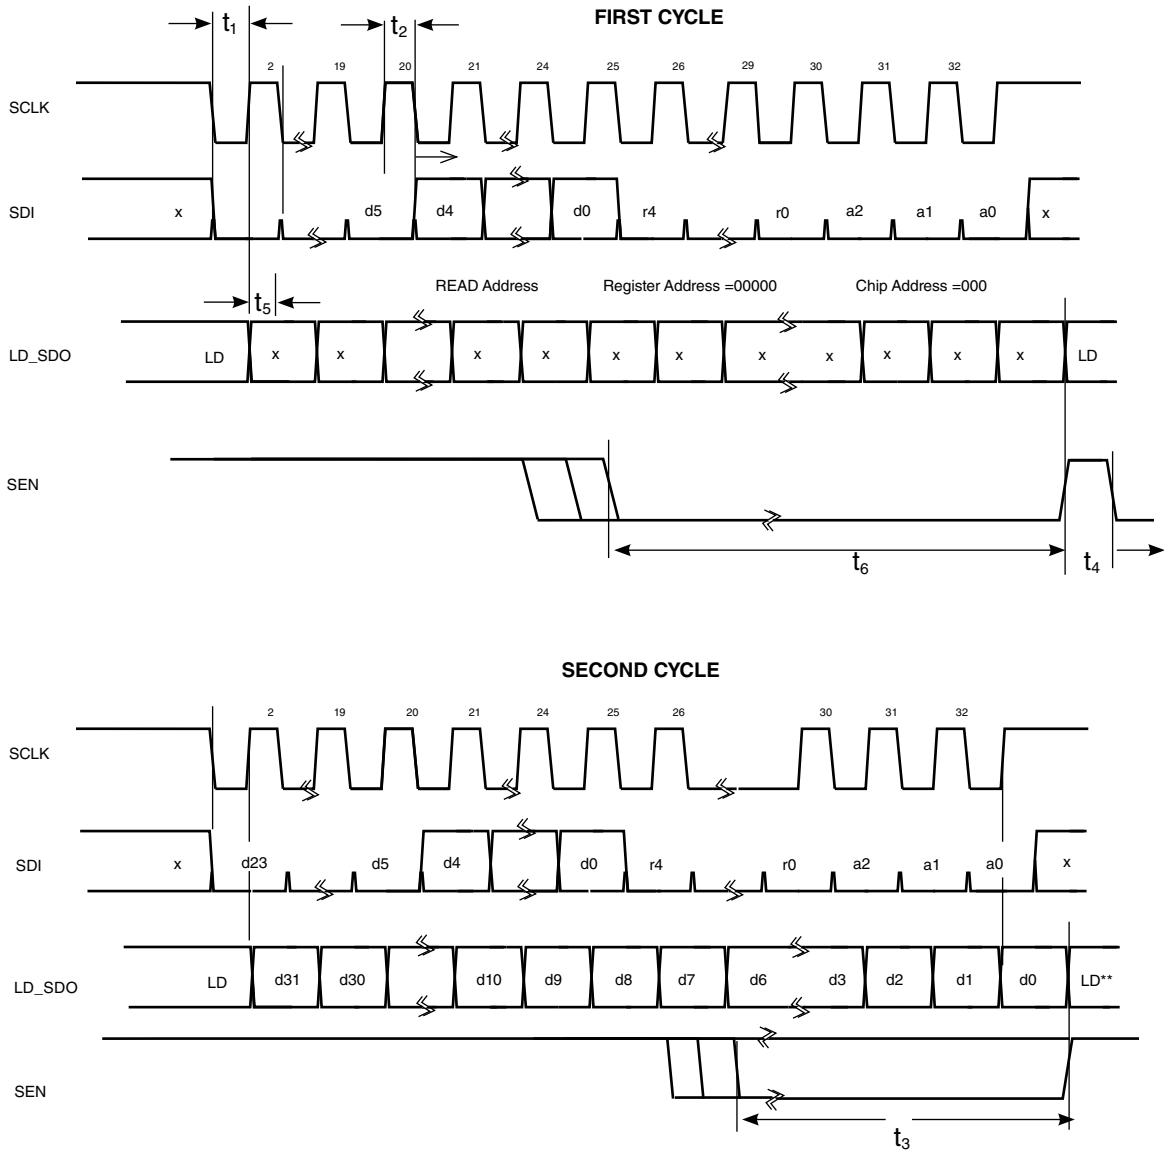 FIRST CYCLE
t1 t2
2 19 20 21 24 25 26 29 30 31 32
SCLK
SDI x d5 d4 d0 r4 r0 a2 a1 a0 x
READ Address Register Address =00000 Chip Address =000
t5
LD_SDO LD x x x x x x x x x x x LD
SEN
t6 t4
SECOND CYCLE
2 19 20 21 24 25 26 30 31 32
SCLK
SDI x d23 d5 d4 d0 r4 r0 a2 a1 a0 x
LD_SDO LD d31 d30 d10 d9 d8 d7 d6 d3 d2 d1 d0 LD**
SEN
t3